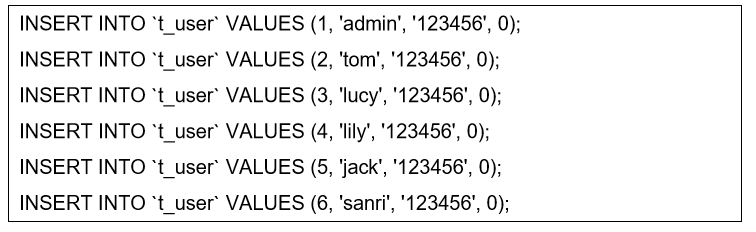 INSERT INTO `t_user` VALUES (1, 'admin', '123456', 0);
INSERT INTO `t_user` VALUES (2, 'tom', '123456', 0);
INSERT INTO `t_user` VALUES (3, 'lucy', '123456', 0);
INSERT INTO `t_user` VALUES (4, 'lily', '123456', 0);
INSERT INTO `t_user` VALUES (5, 'jack', '123456', 0);
INSERT INTO `t_user` VALUES (6, 'sanri', '123456', 0);